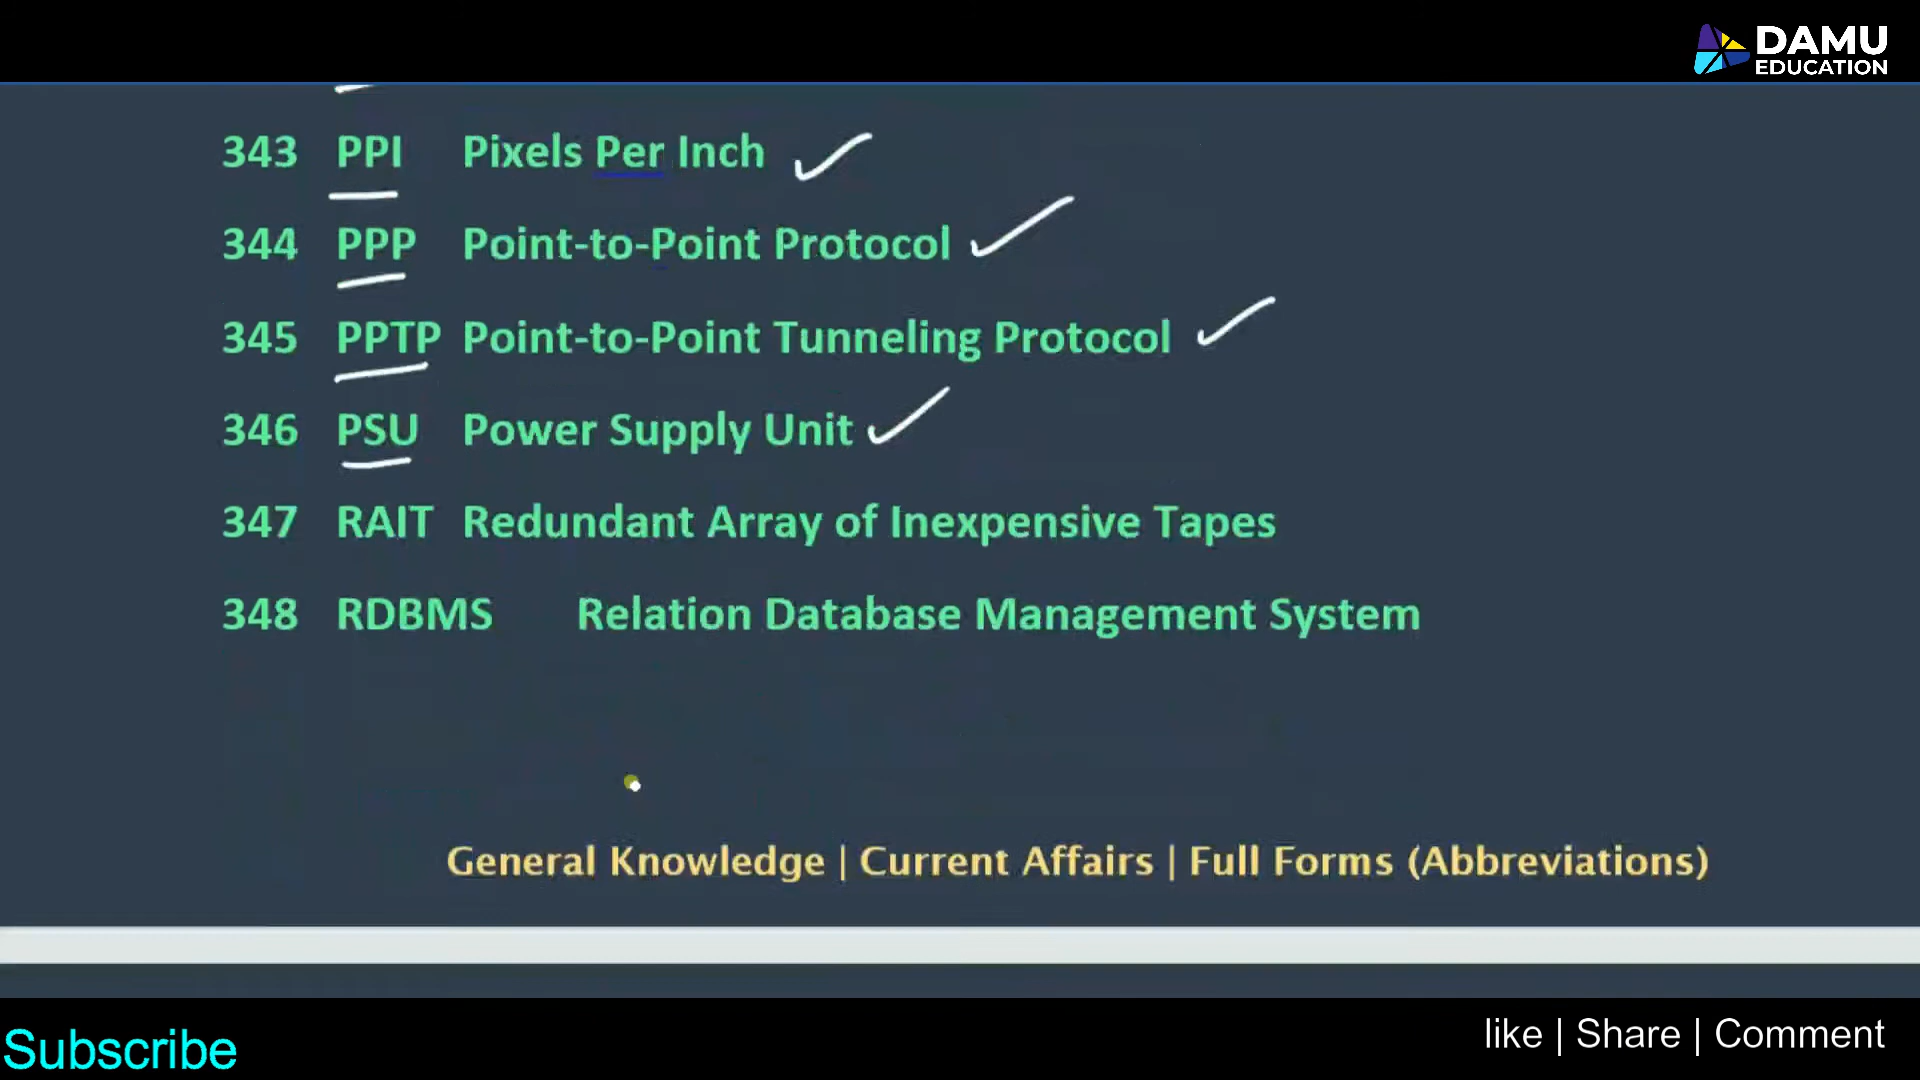 DAMU
EDUCATION
343 PPI Pixels Per Inch
344 PPP Point-to-Point Protocol
345 PPTP Point-to-Point Tunneling Protocol
346 PSU Power Supply Unit
347 RAIT Redundant Array of Inexpensive Tapes
348 RDBMS Relation Database Management System
General Knowledge | Current Affairs | Full Forms (Abbreviations)
Subscribe
like | Share | Comment